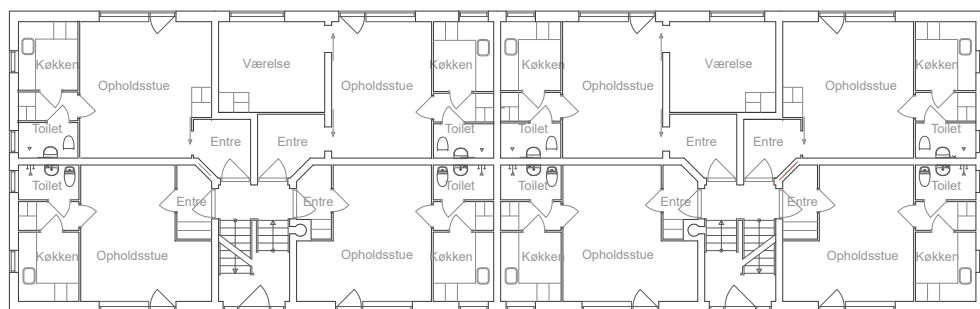 Køkken Værelse Køkken Køkken Værelse Køkken
Opholdsstue Opholdsstue Opholdsstue Opholdsstue
Toilet Toilet Toilet Toilet
Entre Entre Entre Entre
Toilet Toilet Toilet Toilet
Entre Entre Entre Entre
Køkken Opholdsstue Opholdsstue Køkken Køkken Opholdsstue Opholdsstue Køkken